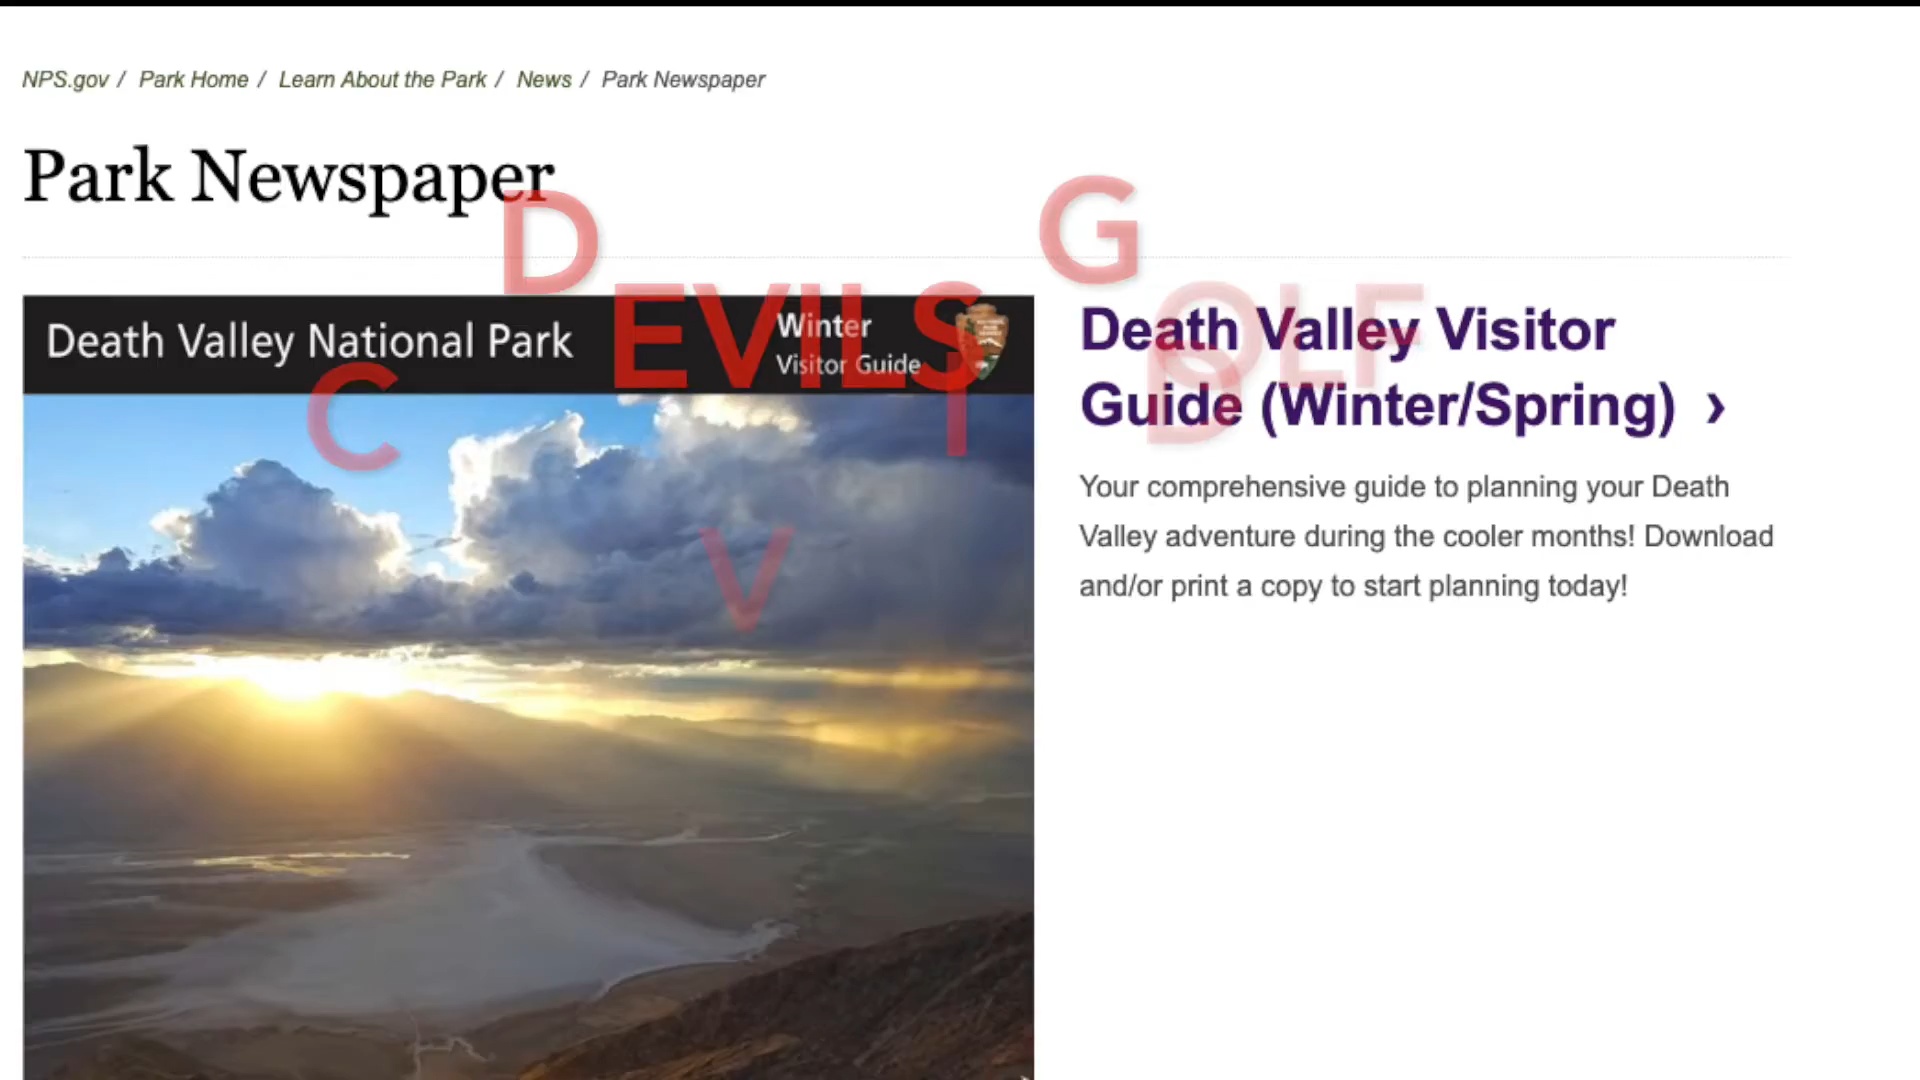 NPS.gov / Park Home / Learn About the Park / News / Park Newspaper
Park Newspaper
D G
EVILS OLF
C I D
V
Death Valley National Park
Winter
Visitor Guide
Death Valley Visitor
Guide (Winter/Spring) ›
Your comprehensive guide to planning your Death
Valley adventure during the cooler months! Download
and/or print a copy to start planning today!